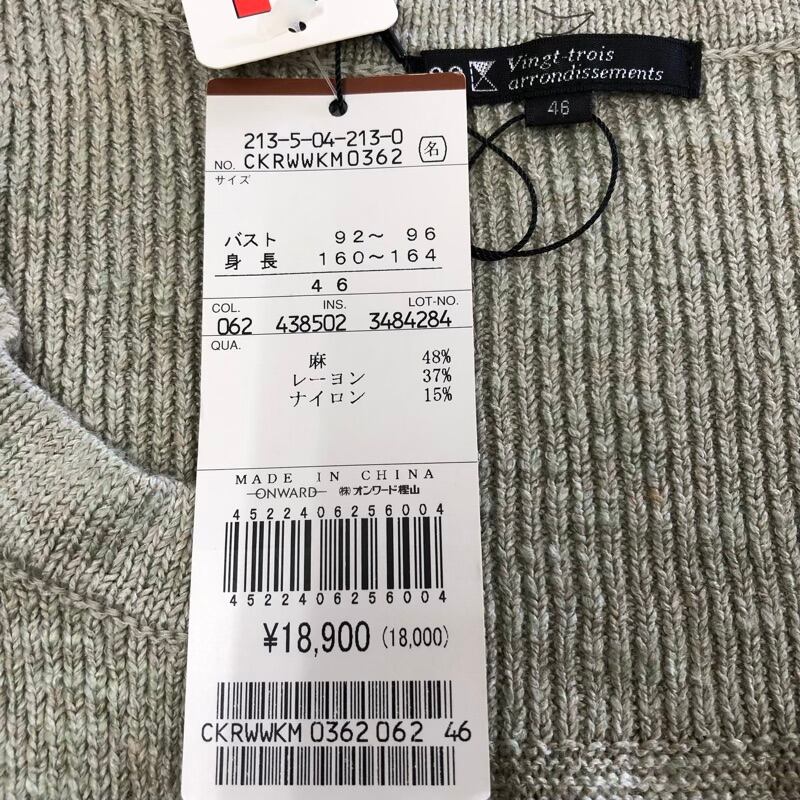 Vingt-trois
arrondissements
46
213-5-04-213-0
NO. CKRWWKM0362 名
サイズ
バスト 92〜 96
身長 160〜164
46
COL. INS. LOT-NO.
062 438502 3484284
QUA.
麻 48%
レーヨン 37%
ナイロン 15%
MADE IN CHINA
ONWARD ㈱オンワード樫山
4522406256004
4522406256004
¥18,900 (18,000)
CKRWWKM 0362 062 46